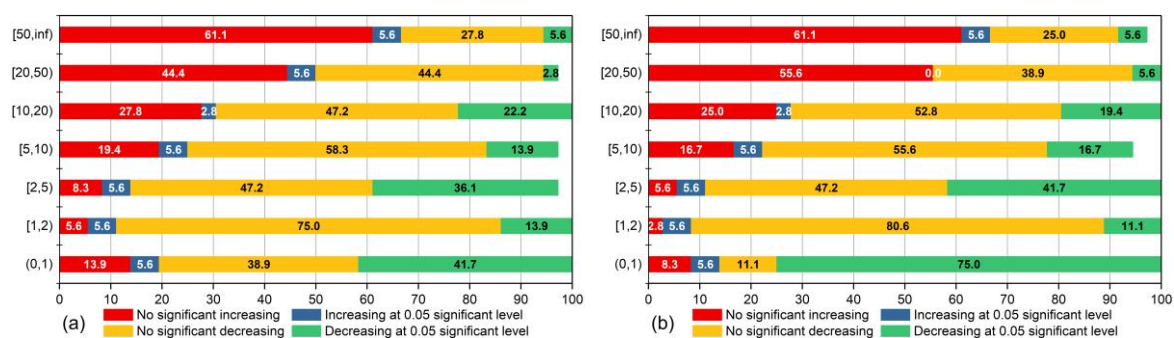 [50,inf) 61.1 5.6 27.8 5.6
[20,50) 44.4 5.6 44.4 2.8
[10,20) 27.8 2.8 47.2 22.2
[5,10) 19.4 5.6 58.3 13.9
[2,5) 8.3 5.6 47.2 36.1
[1,2) 5.6 5.6 75.0 13.9
(0,1) 13.9 5.6 38.9 41.7
0 10 20 30 40 50 60 70 80 90 100
(a)
No significant increasing Increasing at 0.05 significant level
No significant decreasing Decreasing at 0.05 significant level
[50,inf) 61.1 5.6 25.0 5.6
[20,50) 55.6 0.0 38.9 5.6
[10,20) 25.0 2.8 52.8 19.4
[5,10) 16.7 5.6 55.6 16.7
[2,5) 5.6 5.6 47.2 41.7
[1,2) 2.8 5.6 80.6 11.1
(0,1) 8.3 5.6 11.1 75.0
0 10 20 30 40 50 60 70 80 90 100
(b)
No significant increasing Increasing at 0.05 significant level
No significant decreasing Decreasing at 0.05 significant level